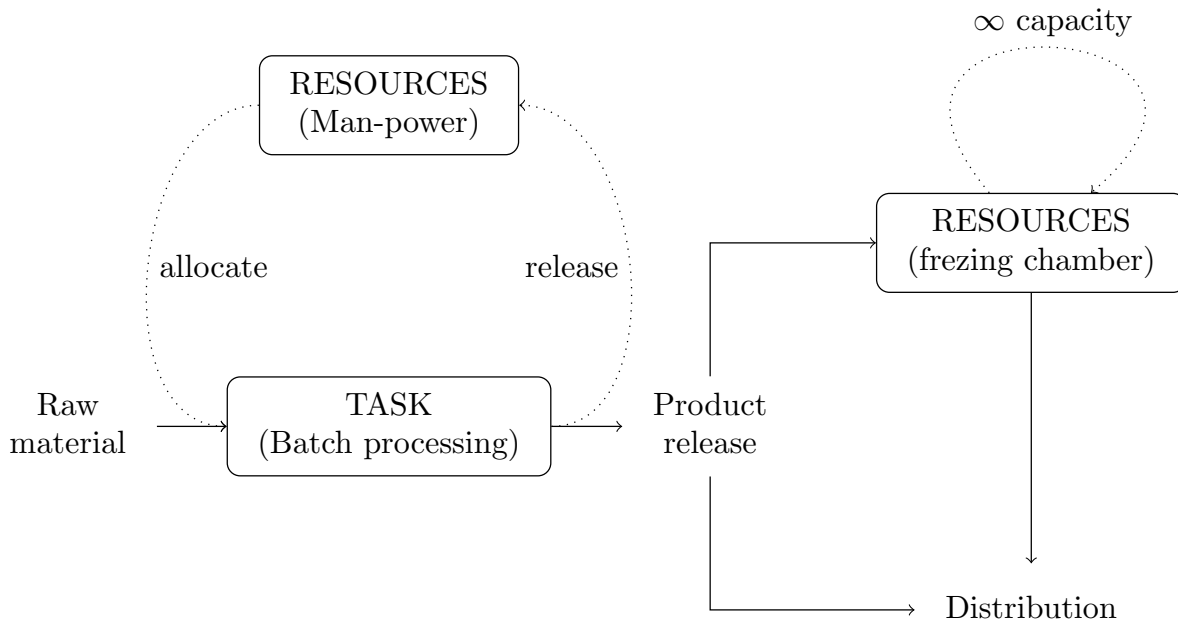 ∞ capacity
RESOURCES
(Man-power)
RESOURCES
(frezing chamber)
allocate
release
Raw
material
TASK
(Batch processing)
Product
release
Distribution